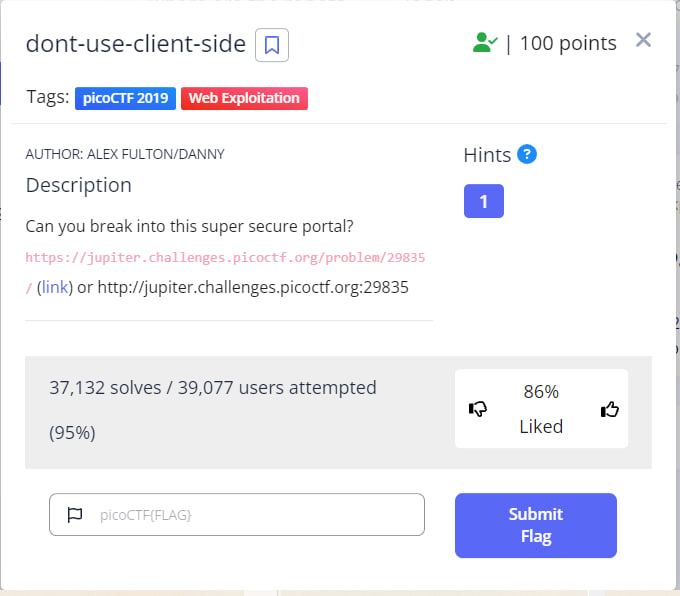 dont-use-client-side
| 100 points
Tags: picoCTF 2019 Web Exploitation
AUTHOR: ALEX FULTON/DANNY
Hints ?
Description
1
Can you break into this super secure portal?
https://jupiter.challenges.picoctf.org/problem/29835
/ (link) or http://jupiter.challenges.picoctf.org:29835
37,132 solves / 39,077 users attempted
(95%)
86%
Liked
picoCTF{FLAG}
Submit
Flag